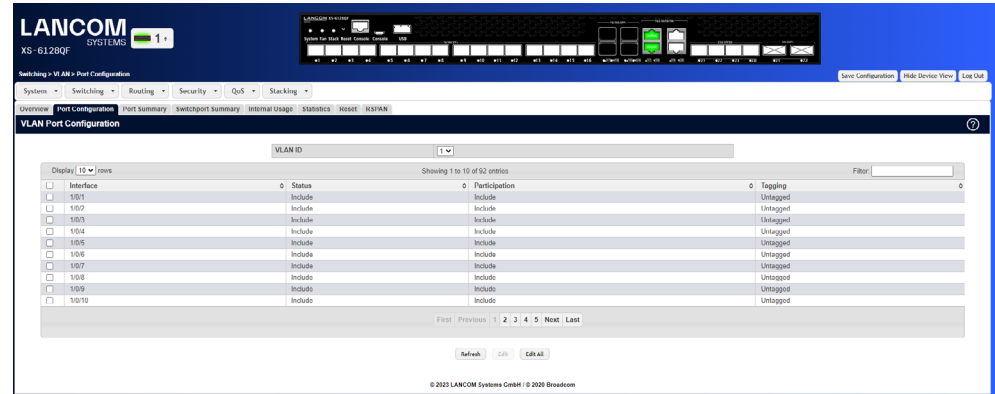 LANCOM
SYSTEMS
XS-6128QF
1
LANCOM XS-6128QF
System Fan Stack Reset Console Console USB
Switching > VLAN > Port Configuration
Save Configuration Hide Device View Log Out
System Switching Routing Security QoS Stacking
Overview Port Configuration Port Summary Switchport Summary Internal Usage Statistics Reset RSPAN
VLAN Port Configuration ?
VLAN ID 1
Display 10 rows Showing 1 to 10 of 92 entries Filter:
Interface Status Participation Tagging
1/0/1 Include Include Untagged
1/0/2 Include Include Untagged
1/0/3 Include Include Untagged
1/0/4 Include Include Untagged
1/0/5 Include Include Untagged
1/0/6 Include Include Untagged
1/0/7 Include Include Untagged
1/0/8 Include Include Untagged
1/0/9 Include Include Untagged
1/0/10 Include Include Untagged
First Previous 1 2 3 4 5 Next Last
Refresh Edit Edit All
© 2023 LANCOM Systems GmbH / © 2020 Broadcom